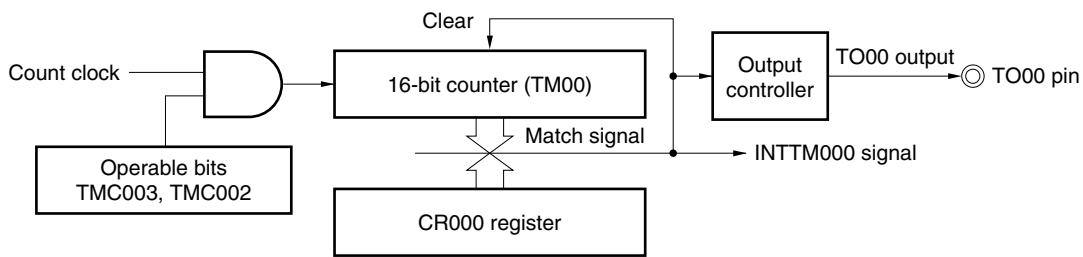 Clear
Count clock
16-bit counter (TM00)
Output
controller
TO00 output
TO00 pin
Operable bits
TMC003, TMC002
Match signal
INTTM000 signal
CR000 register